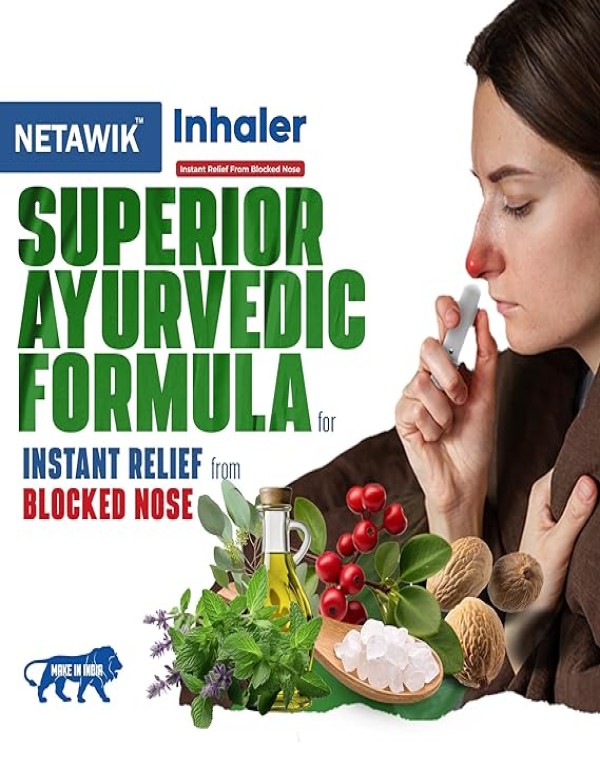 NETAWIK™
Inhaler
Instant Relief From Blocked Nose
SUPERIOR
AYURVEDIC
FORMULA for
INSTANT RELIEF from
BLOCKED NOSE
MAKE IN INDIA